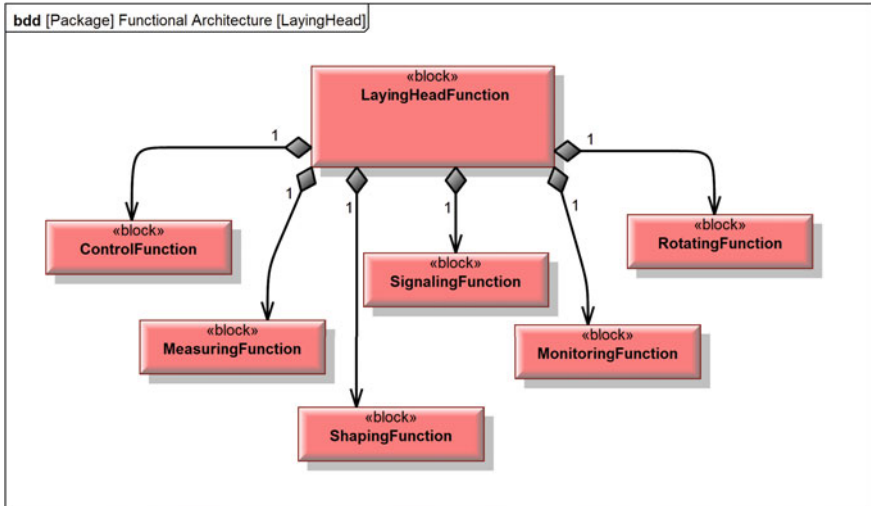 bdd [Package] Functional Architecture [LayingHead]
«block»
LayingHeadFunction
1
1
1
1
1
1
«block»
ControlFunction
«block»
RotatingFunction
«block»
SignalingFunction
«block»
MeasuringFunction
«block»
MonitoringFunction
«block»
ShapingFunction